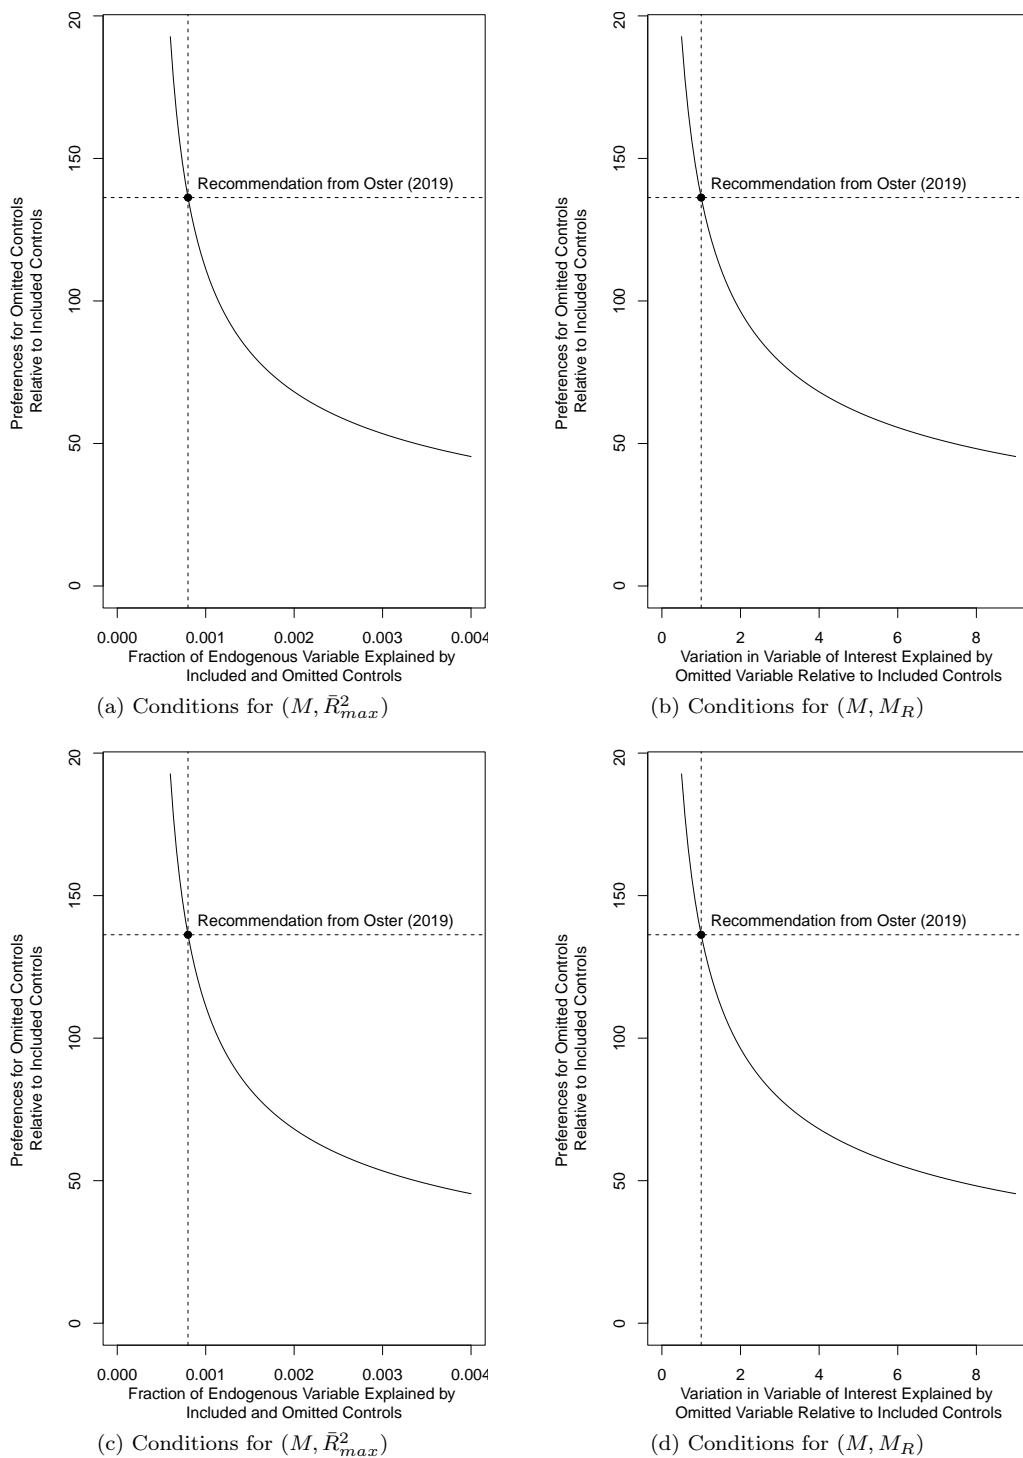 20
150
100
50
0
Preferences for Omitted Controls
Relative to Included Controls
Recommendation from Oster (2019)
0.000 0.001 0.002 0.003 0.004
Fraction of Endogenous Variable Explained by
Included and Omitted Controls
(a) Conditions for (M, R̄²max)
20
150
100
50
0
Preferences for Omitted Controls
Relative to Included Controls
Recommendation from Oster (2019)
0 2 4 6 8
Variation in Variable of Interest Explained by
Omitted Variable Relative to Included Controls
(b) Conditions for (M, M_R)
20
150
100
50
0
Preferences for Omitted Controls
Relative to Included Controls
Recommendation from Oster (2019)
0.000 0.001 0.002 0.003 0.004
Fraction of Endogenous Variable Explained by
Included and Omitted Controls
(c) Conditions for (M, R̄²max)
20
150
100
50
0
Preferences for Omitted Controls
Relative to Included Controls
Recommendation from Oster (2019)
0 2 4 6 8
Variation in Variable of Interest Explained by
Omitted Variable Relative to Included Controls
(d) Conditions for (M, M_R)